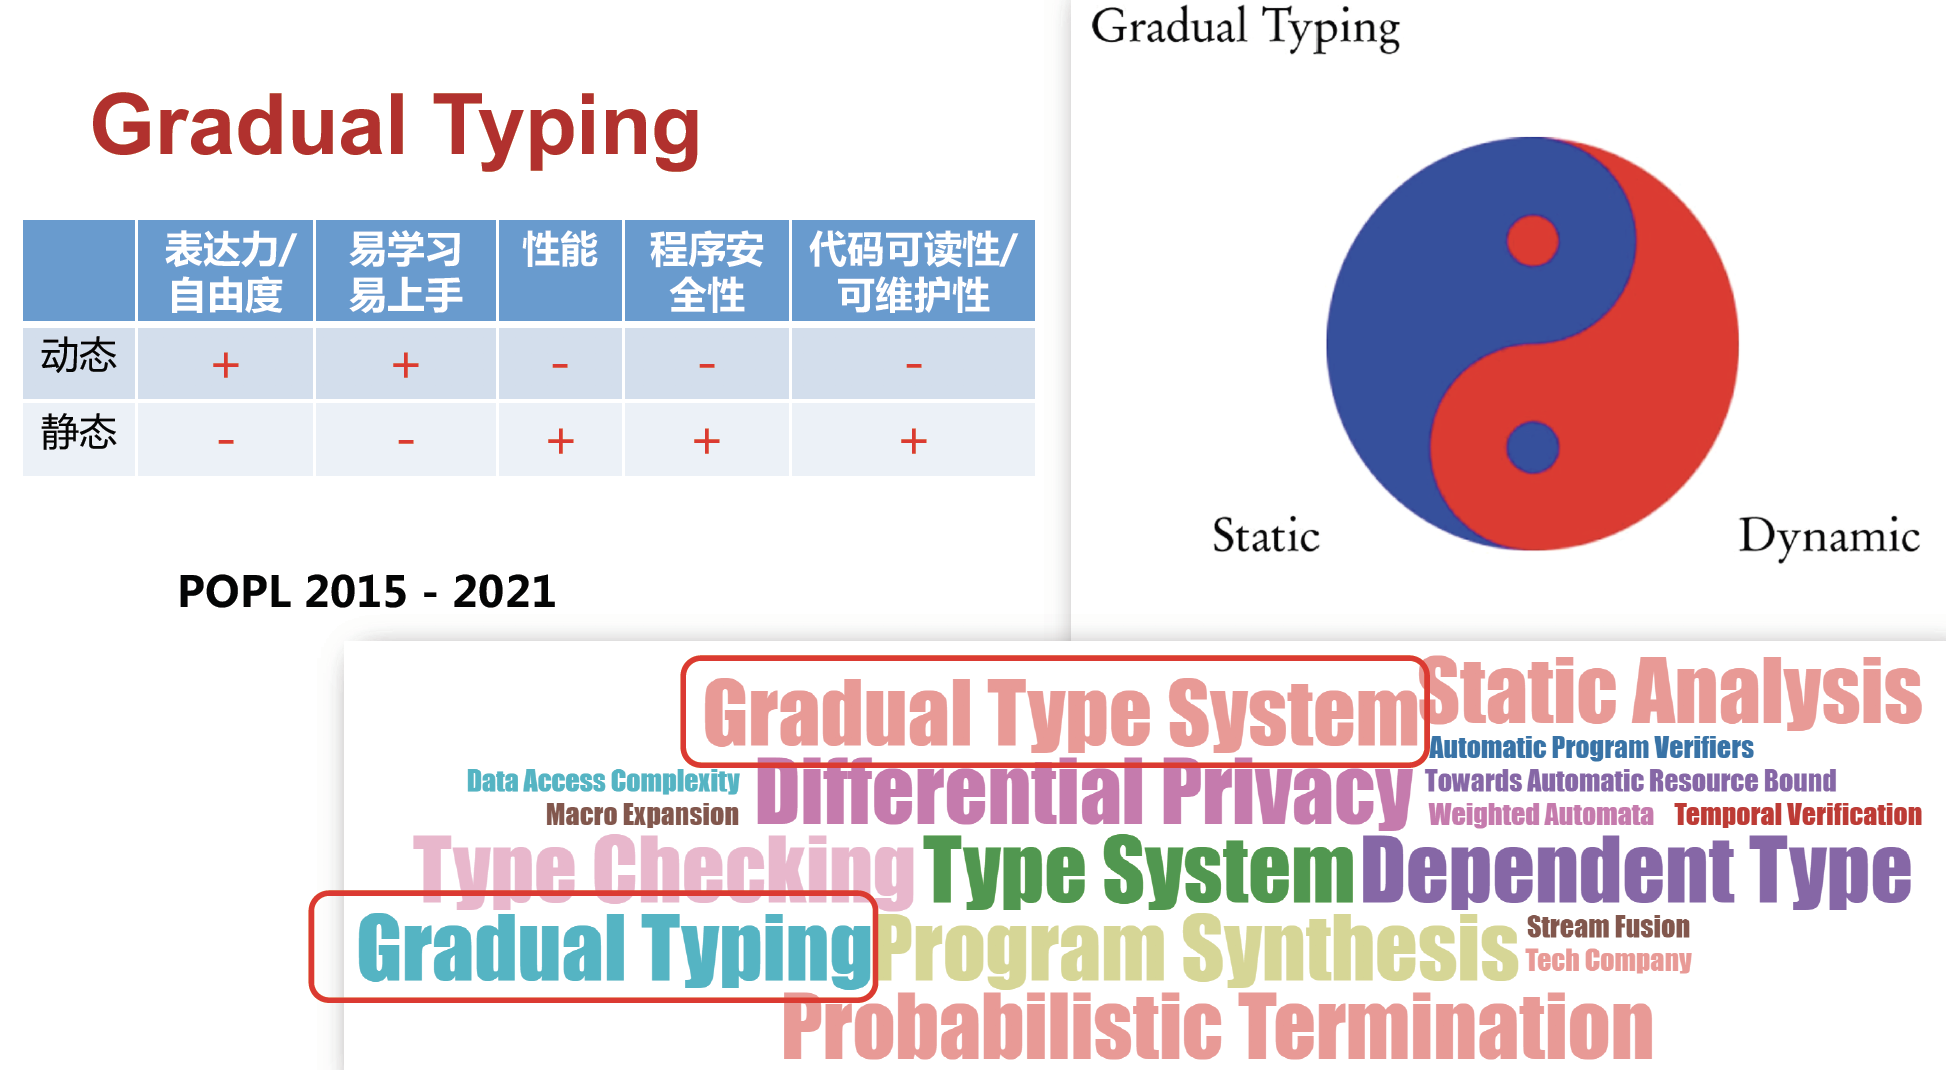 Gradual Typing
Gradual Typing
表达力/
自由度
易学习
易上手
性能
程序安
全性
代码可读性/
可维护性
动态 + + - - -
静态 - - + + +
Static
Dynamic
POPL 2015 - 2021
Gradual Type System
Static Analysis
Automatic Program Verifiers
Data Access Complexity
Differential Privacy
Towards Automatic Resource Bound
Macro Expansion
Weighted Automata
Temporal Verification
Type Checking
Type System
Dependent Type
Gradual Typing
Program Synthesis
Stream Fusion
Tech Company
Probabilistic Termination